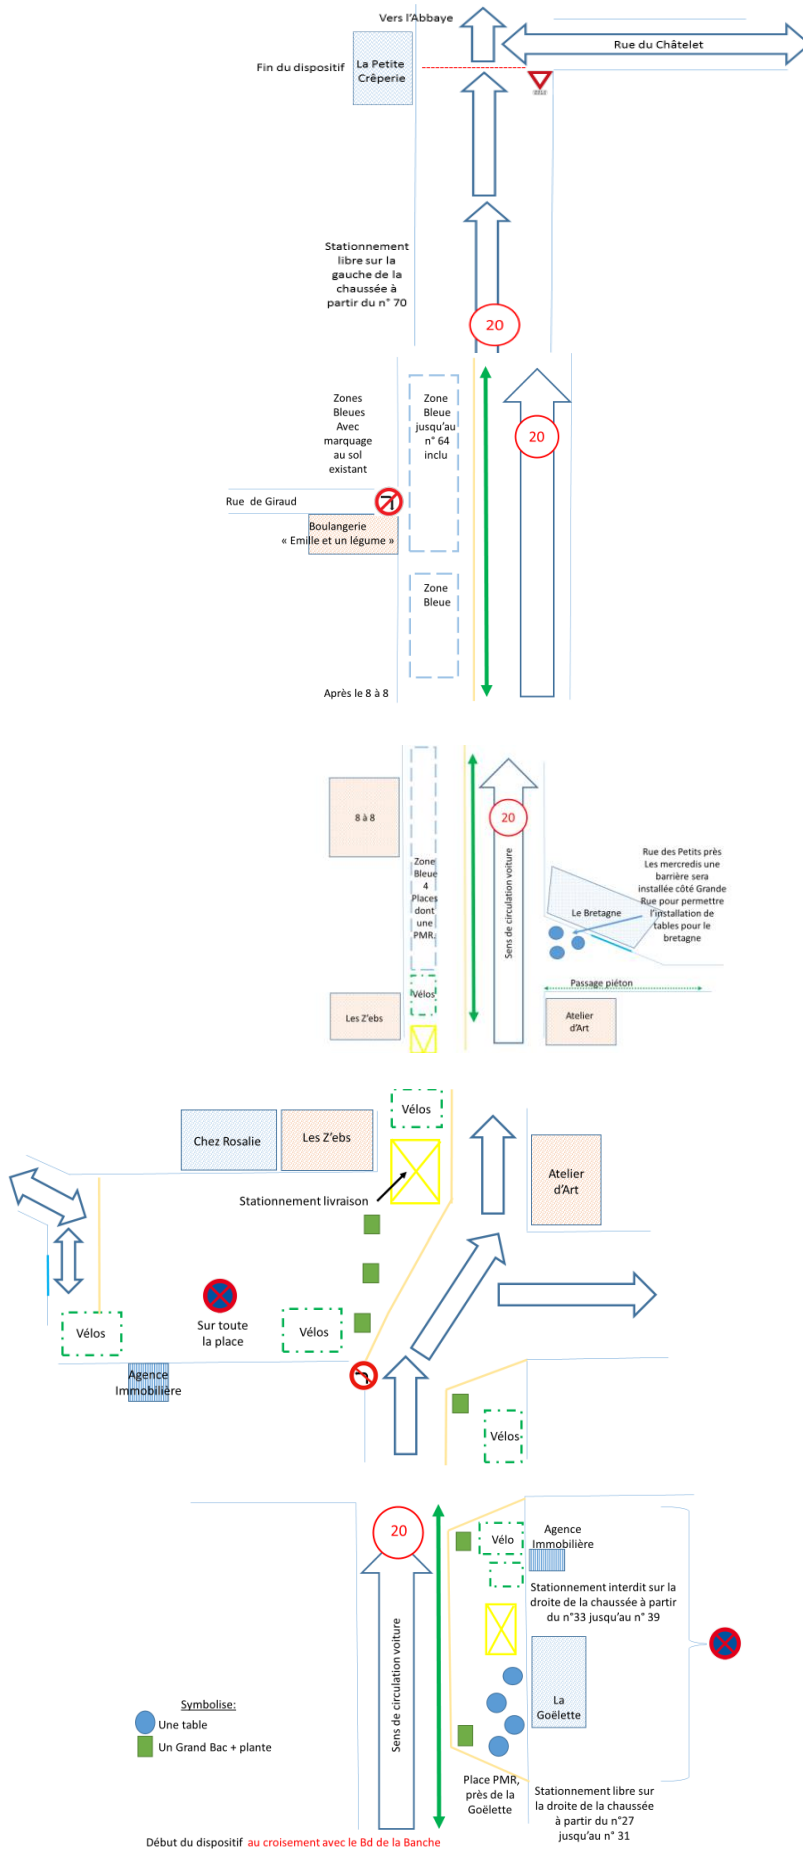 Vers l'Abbaye
Rue du Châtelet
Fin du dispositif
La Petite
Crêperie
Stationnement
libre sur la
gauche de la
chaussée à
partir du n° 70
20
Zones
Bleues
Avec
marquage
au sol
existant
Zone
Bleue
jusqu'au
n° 64
inclu
20
Rue de Giraud
Boulangerie
« Emille et un légume »
Zone
Bleue
Après le 8 à 8
8 à 8
20
Zone
Bleue
4
Places
dont
une
PMR.
Sens de circulation voiture
Rue des Petits près
Les mercredis une
barrière sera
installée côté Grande
Rue pour permettre
l'installation de
tables pour le
bretagne
Le Bretagne
Passage piéton
Vélos
Les Z'ebs
Atelier
d'Art
Vélos
Chez Rosalie
Les Z'ebs
Atelier
d'Art
Stationnement livraison
Sur toute
la place
Vélos
Vélos
Agence
Immobilière
Vélos
20
Vélo
Agence
Immobilière
Stationnement interdit sur la
droite de la chaussée à partir
du n°33 jusqu'au n° 39
Sens de circulation voiture
La
Goëlette
Symbolise:
Une table
Un Grand Bac + plante
Place PMR,
près de la
Goëlette
Stationnement libre sur
la droite de la chaussée
à partir du n°27
jusqu'au n° 31
Début du dispositif au croisement avec le Bd de la Banche